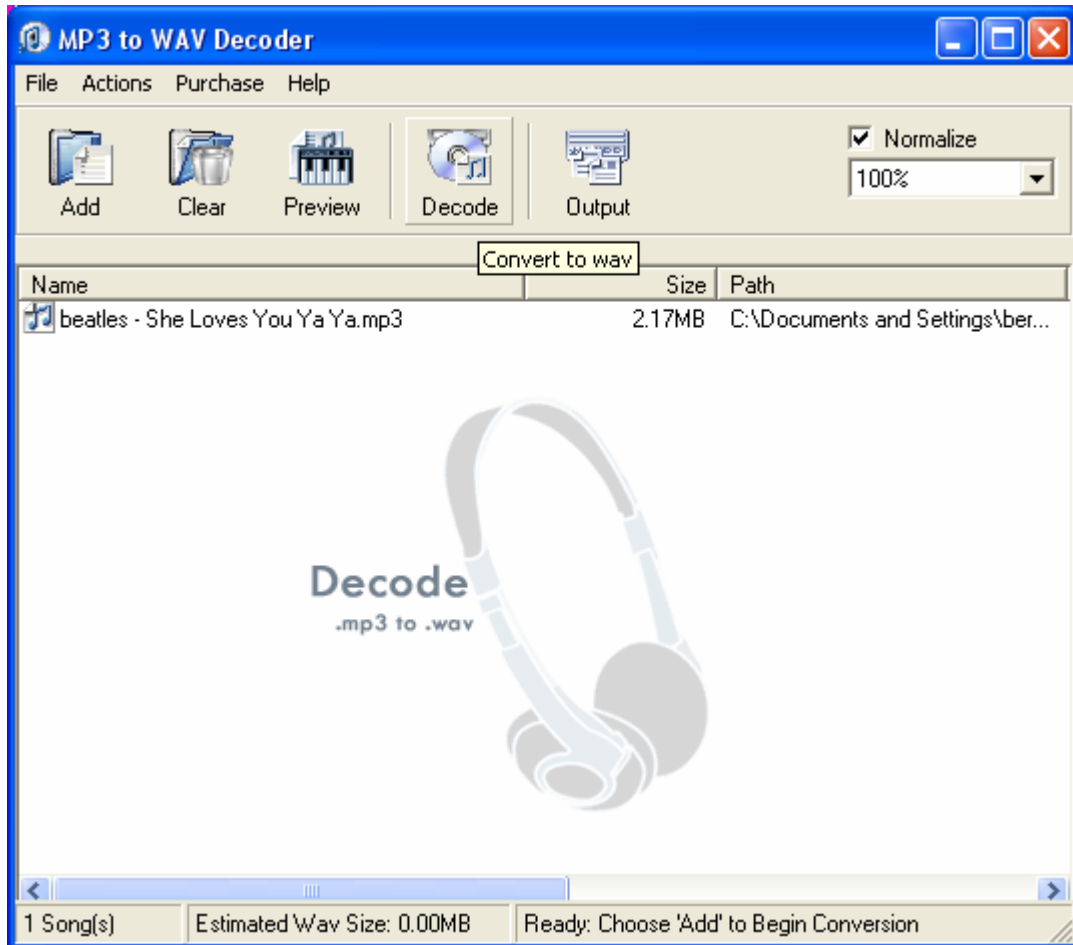 MP3 to WAV Decoder
File Actions Purchase Help
Normalize
100%
Add Clear Preview Decode Output
Convert to wav
Name Size Path
beatles - She Loves You Ya Ya.mp3 2.17MB C:\Documents and Settings\ber...
Decode
.mp3 to .wav
1 Song(s) Estimated Wav Size: 0.00MB Ready: Choose 'Add' to Begin Conversion